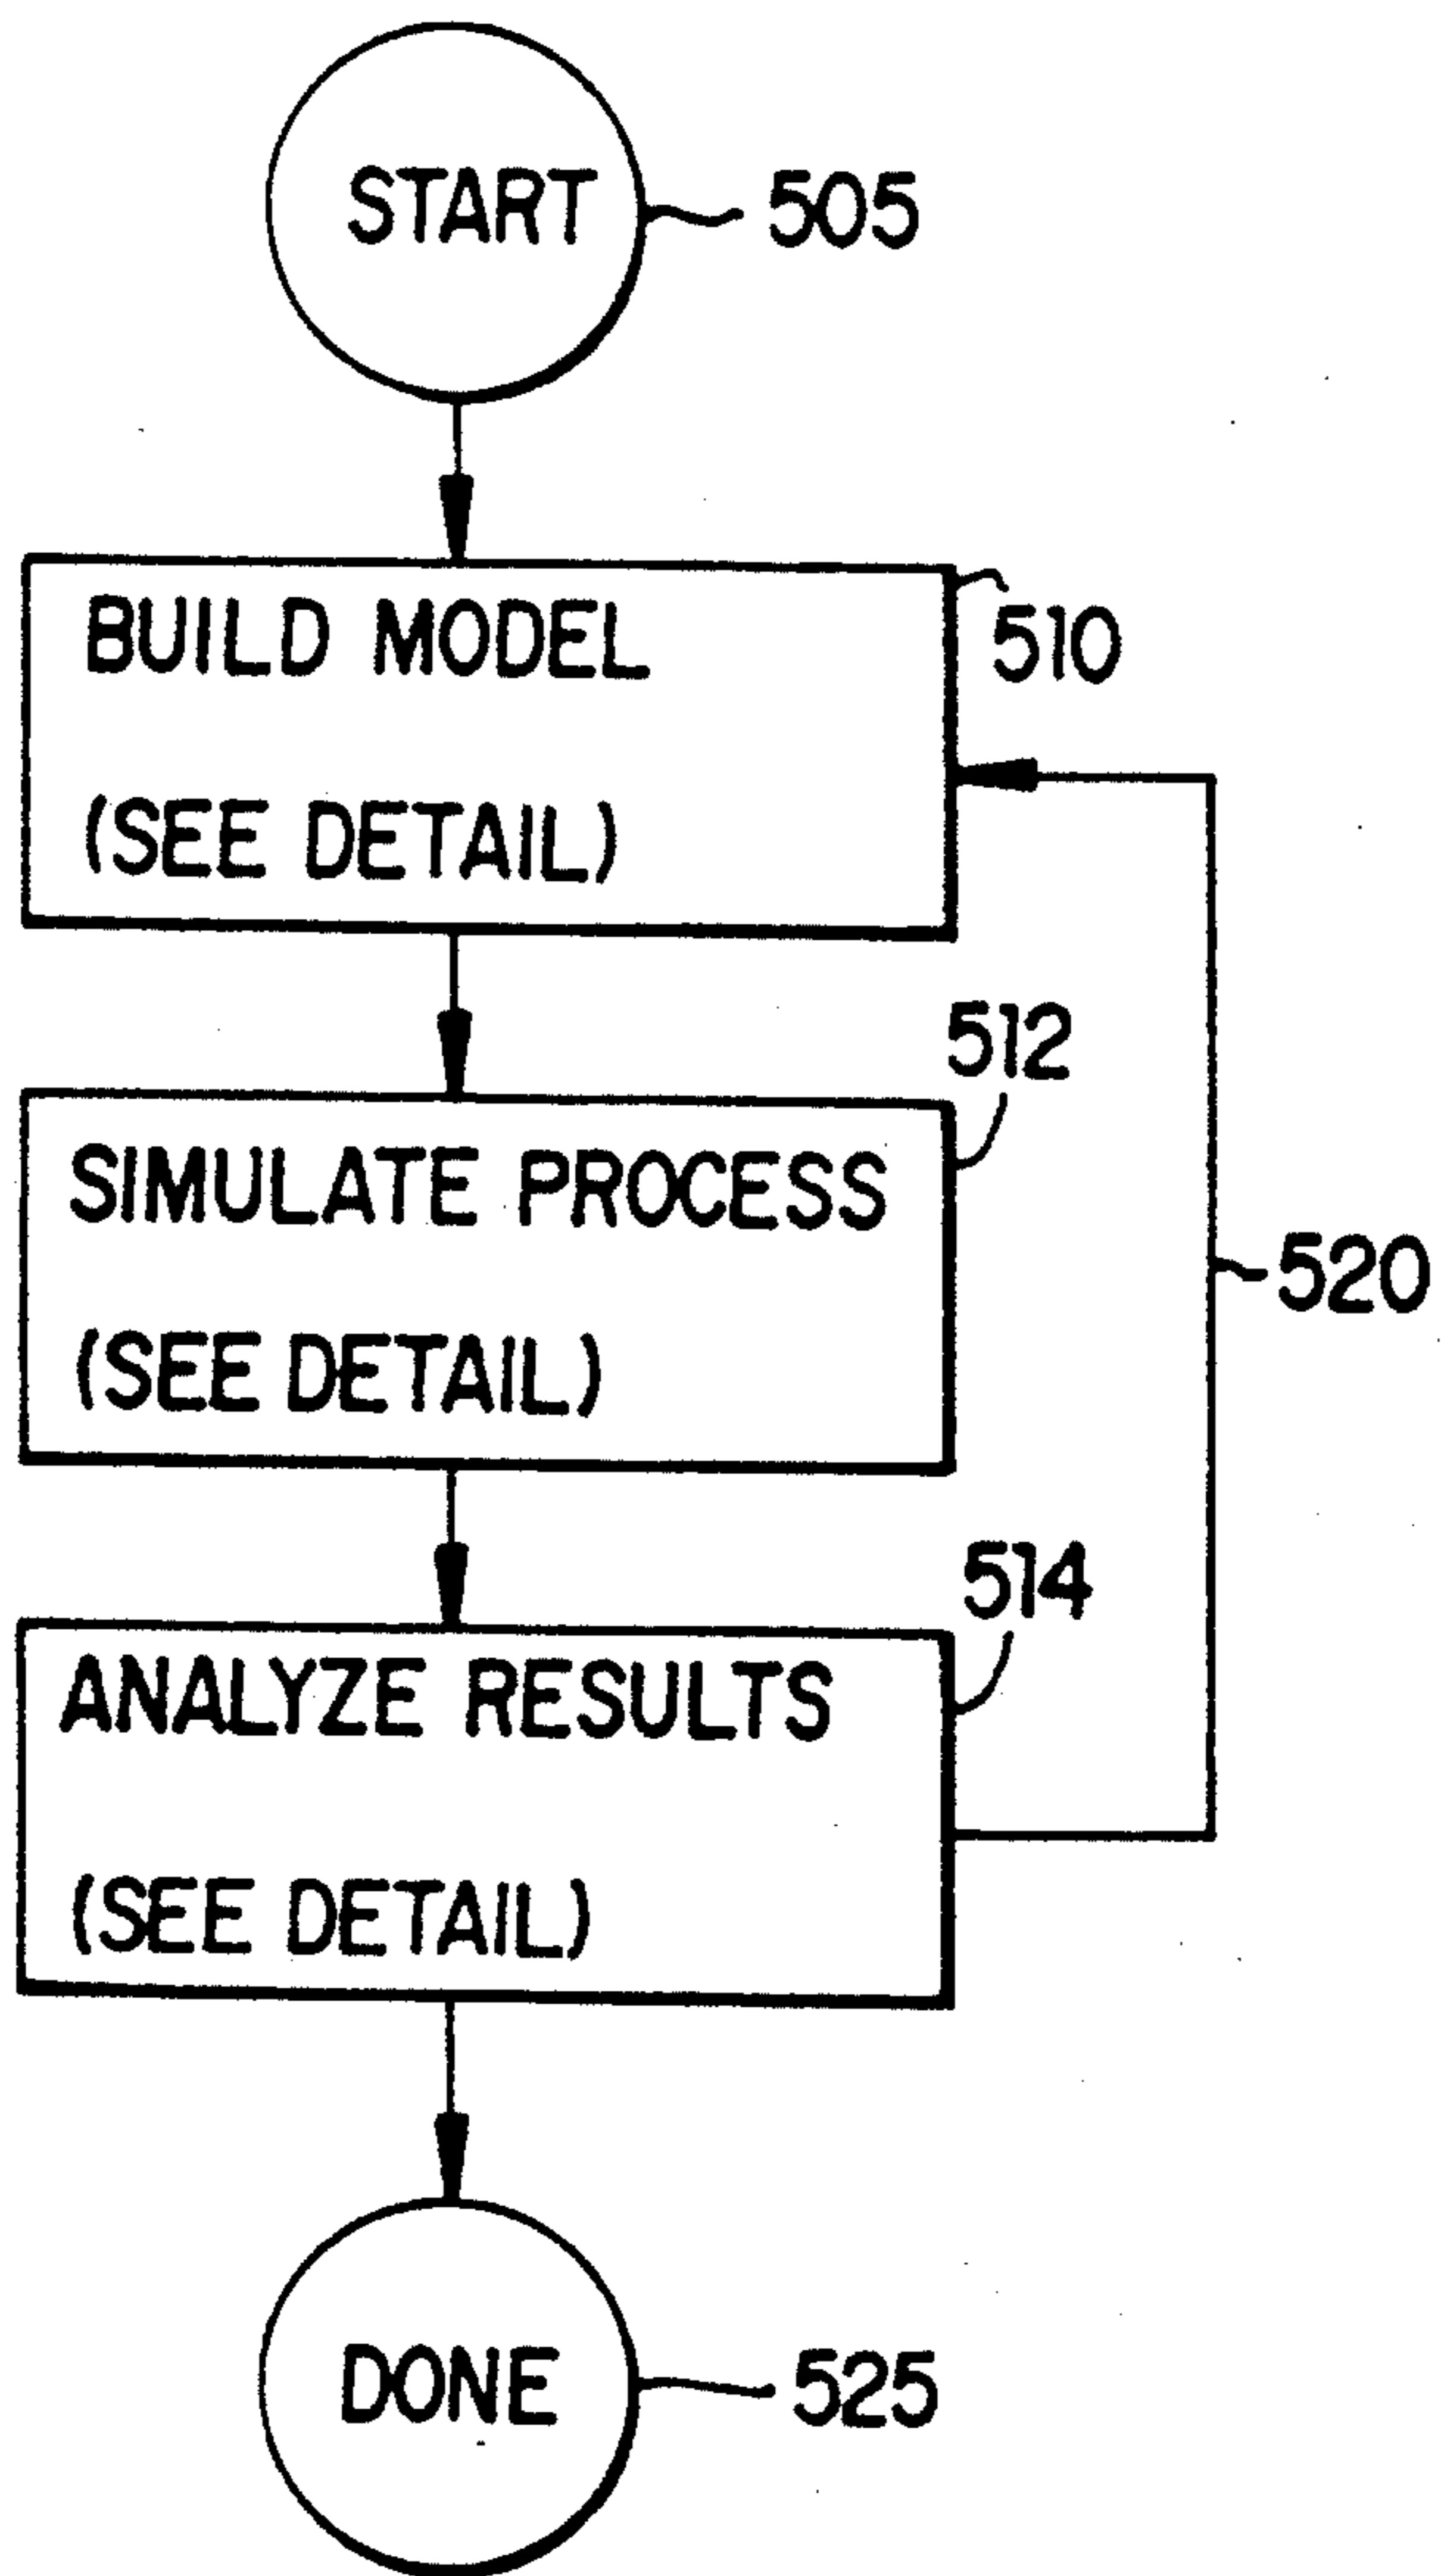 START
505
BUILD MODEL
510
(SEE DETAIL)
512
SIMULATE PROCESS
520
(SEE DETAIL)
514
ANALYZE RESULTS
(SEE DETAIL)
DONE
525